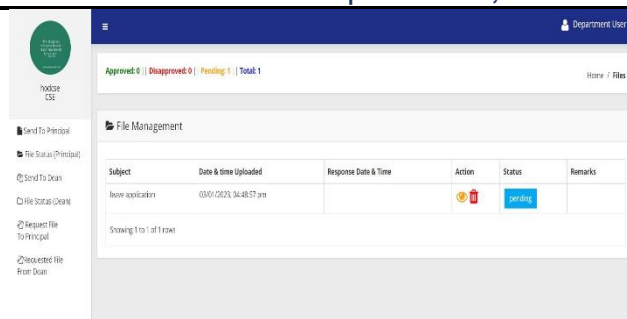 Department User
hodcse
CSE
Approved: 0 || Disapproved: 0 || Pending: 1 || Total: 1
Home / Files
Send To Principal
File Status (Principal)
Send To Dean
File Status (Dean)
Request File
To Principal
Requested File
From Dean
File Management
Subject Date & time Uploaded Response Date & Time Action Status Remarks
leave application 03/01/2023, 04:48:57 pm pending
Showing 1 to 1 of 1 rows